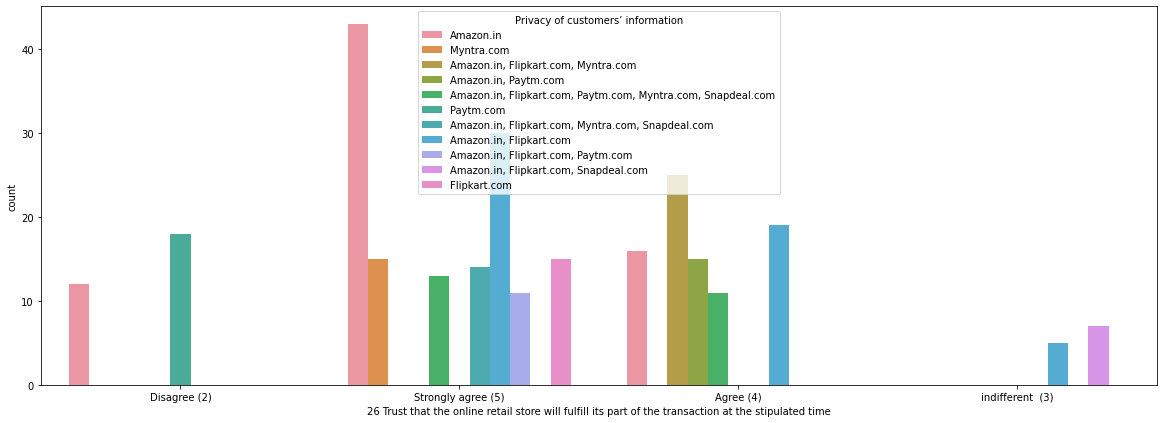 Privacy of customers’ information
Amazon.in
Myntra.com
Amazon.in, Flipkart.com, Myntra.com
Amazon.in, Paytm.com
Amazon.in, Flipkart.com, Paytm.com, Myntra.com, Snapdeal.com
Paytm.com
Amazon.in, Flipkart.com, Myntra.com, Snapdeal.com
Amazon.in, Flipkart.com
Amazon.in, Flipkart.com, Paytm.com
Amazon.in, Flipkart.com, Snapdeal.com
Flipkart.com
count
40
30
20
10
0
Disagree (2) Strongly agree (5) Agree (4) indifferent  (3)
26 Trust that the online retail store will fulfill its part of the transaction at the stipulated time